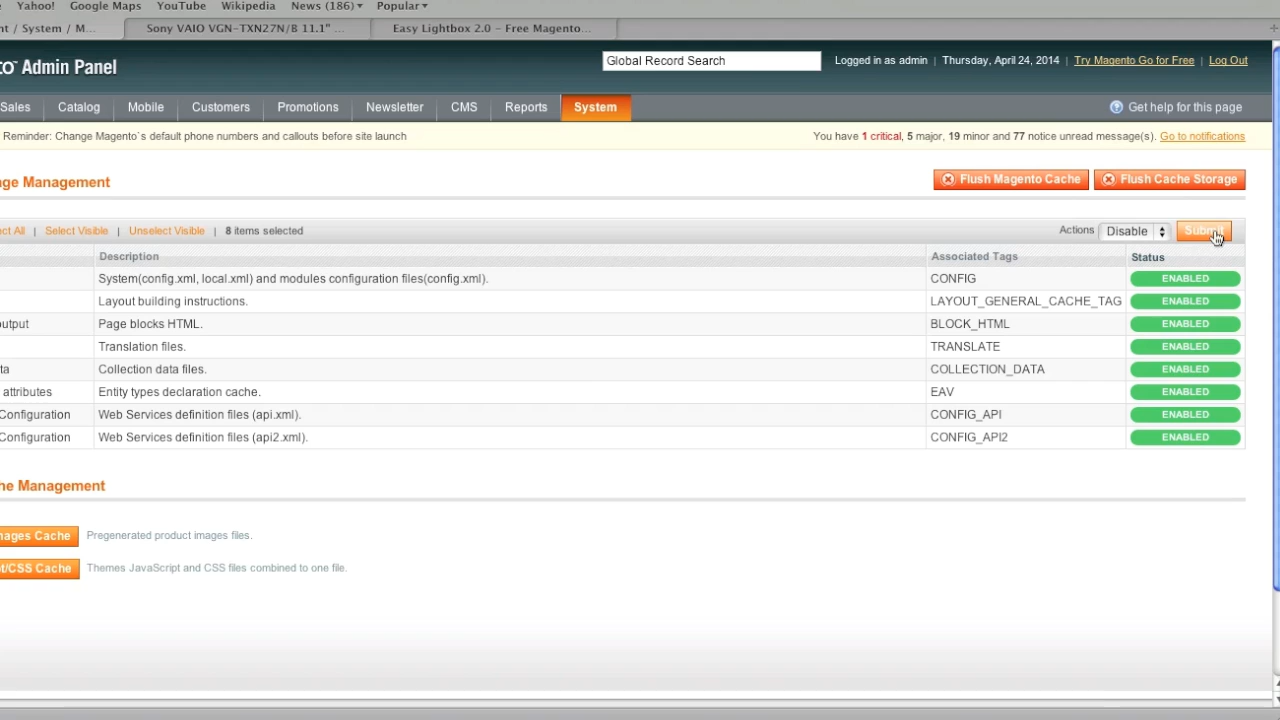 Yahoo! Google Maps YouTube Wikipedia News (186) Popular
nt / System / M... Sony VAIO VGN-TXN27N/B 11.1" ... Easy Lightbox 2.0 – Free Magento...
to Admin Panel Global Record Search Logged in as admin | Thursday, April 24, 2014 | Try Magento Go for Free | Log Out
Sales Catalog Mobile Customers Promotions Newsletter CMS Reports System Get help for this page
Reminder: Change Magento`s default phone numbers and callouts before site launch You have 1 critical, 5 major, 19 minor and 77 notice unread message(s). Go to notifications
ge Management Flush Magento Cache Flush Cache Storage
ct All | Select Visible | Unselect Visible | 8 items selected Actions Disable Submit
Description Associated Tags Status
System(config.xml, local.xml) and modules configuration files(config.xml). CONFIG ENABLED
Layout building instructions. LAYOUT_GENERAL_CACHE_TAG ENABLED
output Page blocks HTML. BLOCK_HTML ENABLED
Translation files. TRANSLATE ENABLED
ta Collection data files. COLLECTION_DATA ENABLED
attributes Entity types declaration cache. EAV ENABLED
Configuration Web Services definition files (api.xml). CONFIG_API ENABLED
Configuration Web Services definition files (api2.xml). CONFIG_API2 ENABLED
he Management
mages Cache Pregenerated product images files.
t/CSS Cache Themes JavaScript and CSS files combined to one file.